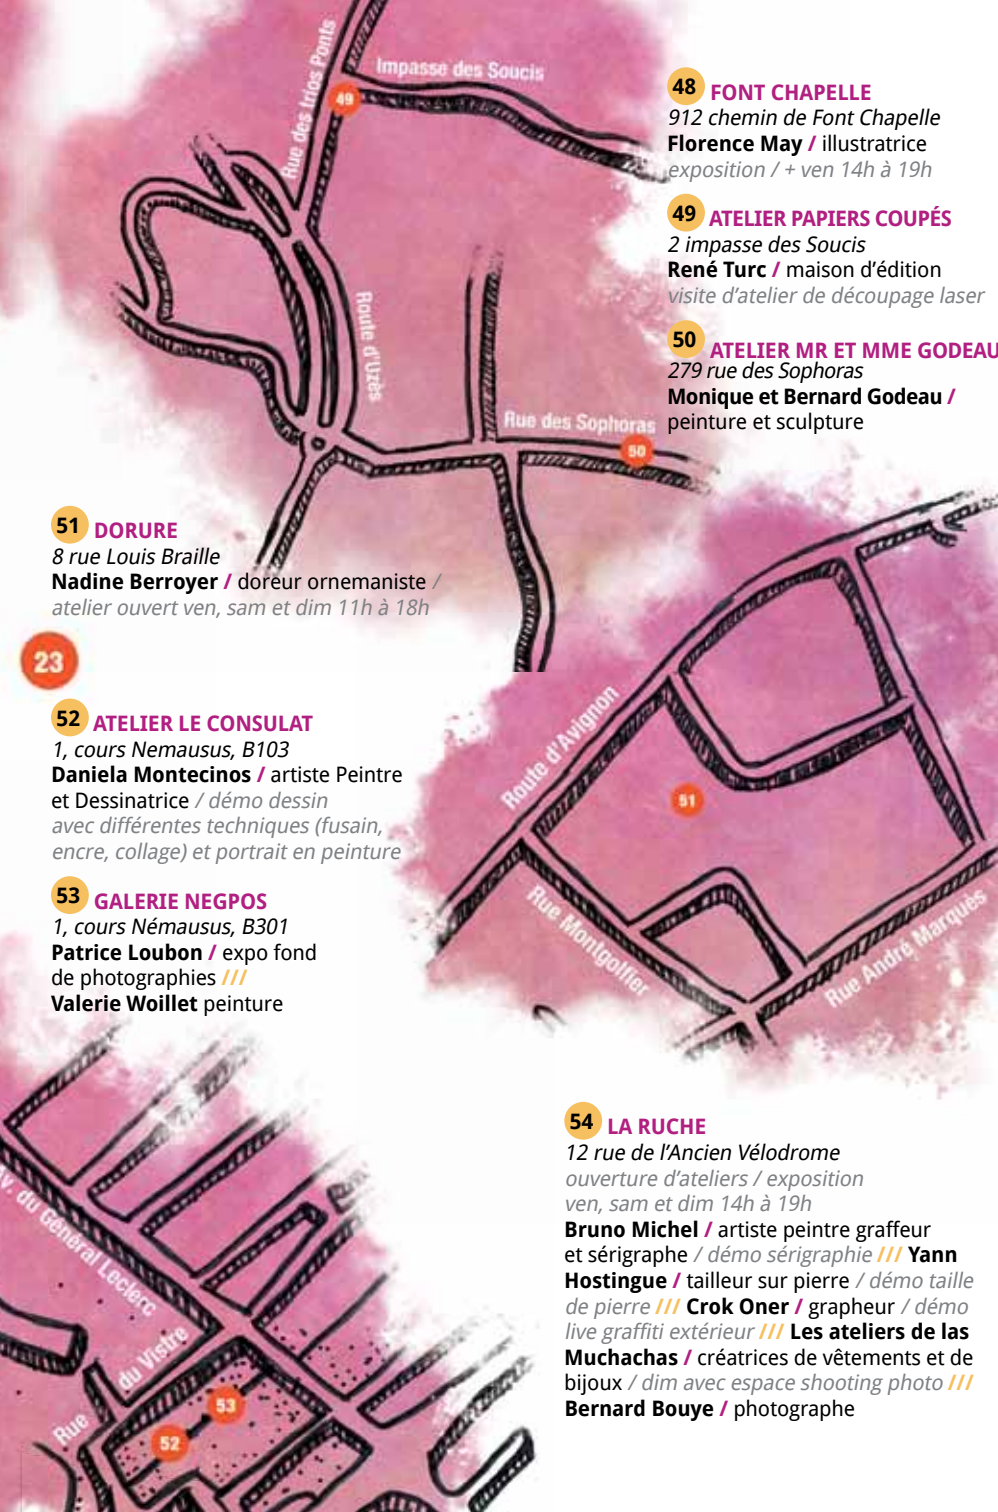 Rue des trios Ponts
Impasse des Soucis
49
Route d'Uzès
Rue des Sophoras
50
48 FONT CHAPELLE
912 chemin de Font Chapelle
Florence May / illustratrice
exposition / + ven 14h à 19h
49 ATELIER PAPIERS COUPÉS
2 impasse des Soucis
René Turc / maison d'édition
visite d'atelier de découpage laser
50 ATELIER MR ET MME GODEAU
279 rue des Sophoras
Monique et Bernard Godeau /
peinture et sculpture
51 DORURE
8 rue Louis Braille
Nadine Berroyer / doreur ornemaniste /
atelier ouvert ven, sam et dim 11h à 18h
23
52 ATELIER LE CONSULAT
1, cours Nemausus, B103
Daniela Montecinos / artiste Peintre
et Dessinatrice / démo dessin
avec différentes techniques (fusain,
encre, collage) et portrait en peinture
53 GALERIE NEGPOS
1, cours Némausus, B301
Patrice Loubon / expo fond
de photographies ///
Valerie Woillet peinture
Route d'Avignon
51
Rue Montgolfier
Rue André Marquès
54 LA RUCHE
12 rue de l'Ancien Vélodrome
ouverture d'ateliers / exposition
ven, sam et dim 14h à 19h
Bruno Michel / artiste peintre graffeur
et sérigraphe / démo sérigraphie /// Yann
Hostingue / tailleur sur pierre / démo taille
de pierre /// Crok Oner / grapheur / démo
live graffiti extérieur /// Les ateliers de las
Muchachas / créatrices de vêtements et de
bijoux / dim avec espace shooting photo ///
Bernard Bouye / photographe
v. du Général Leclerc
Rue du Vistre
53
52